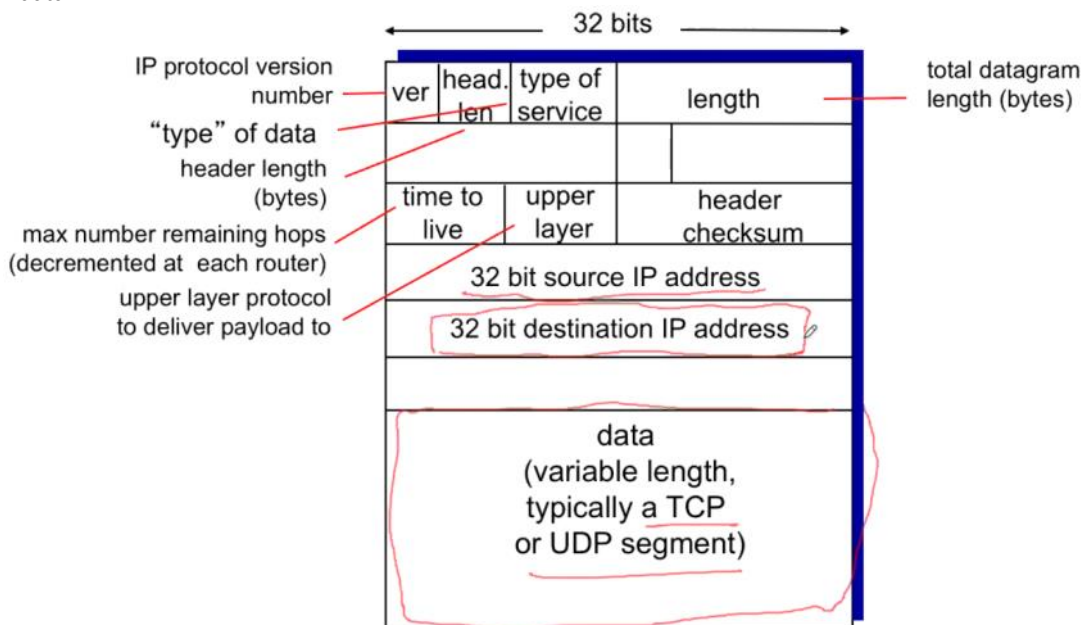 32 bits
IP protocol version
number
"type" of data
header length
(bytes)
max number remaining hops
(decremented at each router)
upper layer protocol
to deliver payload to
ver
head.
len
type of
service
length
total datagram
length (bytes)
time to
live
upper
layer
header
checksum
32 bit source IP address
32 bit destination IP address
data
(variable length,
typically a TCP
or UDP segment)